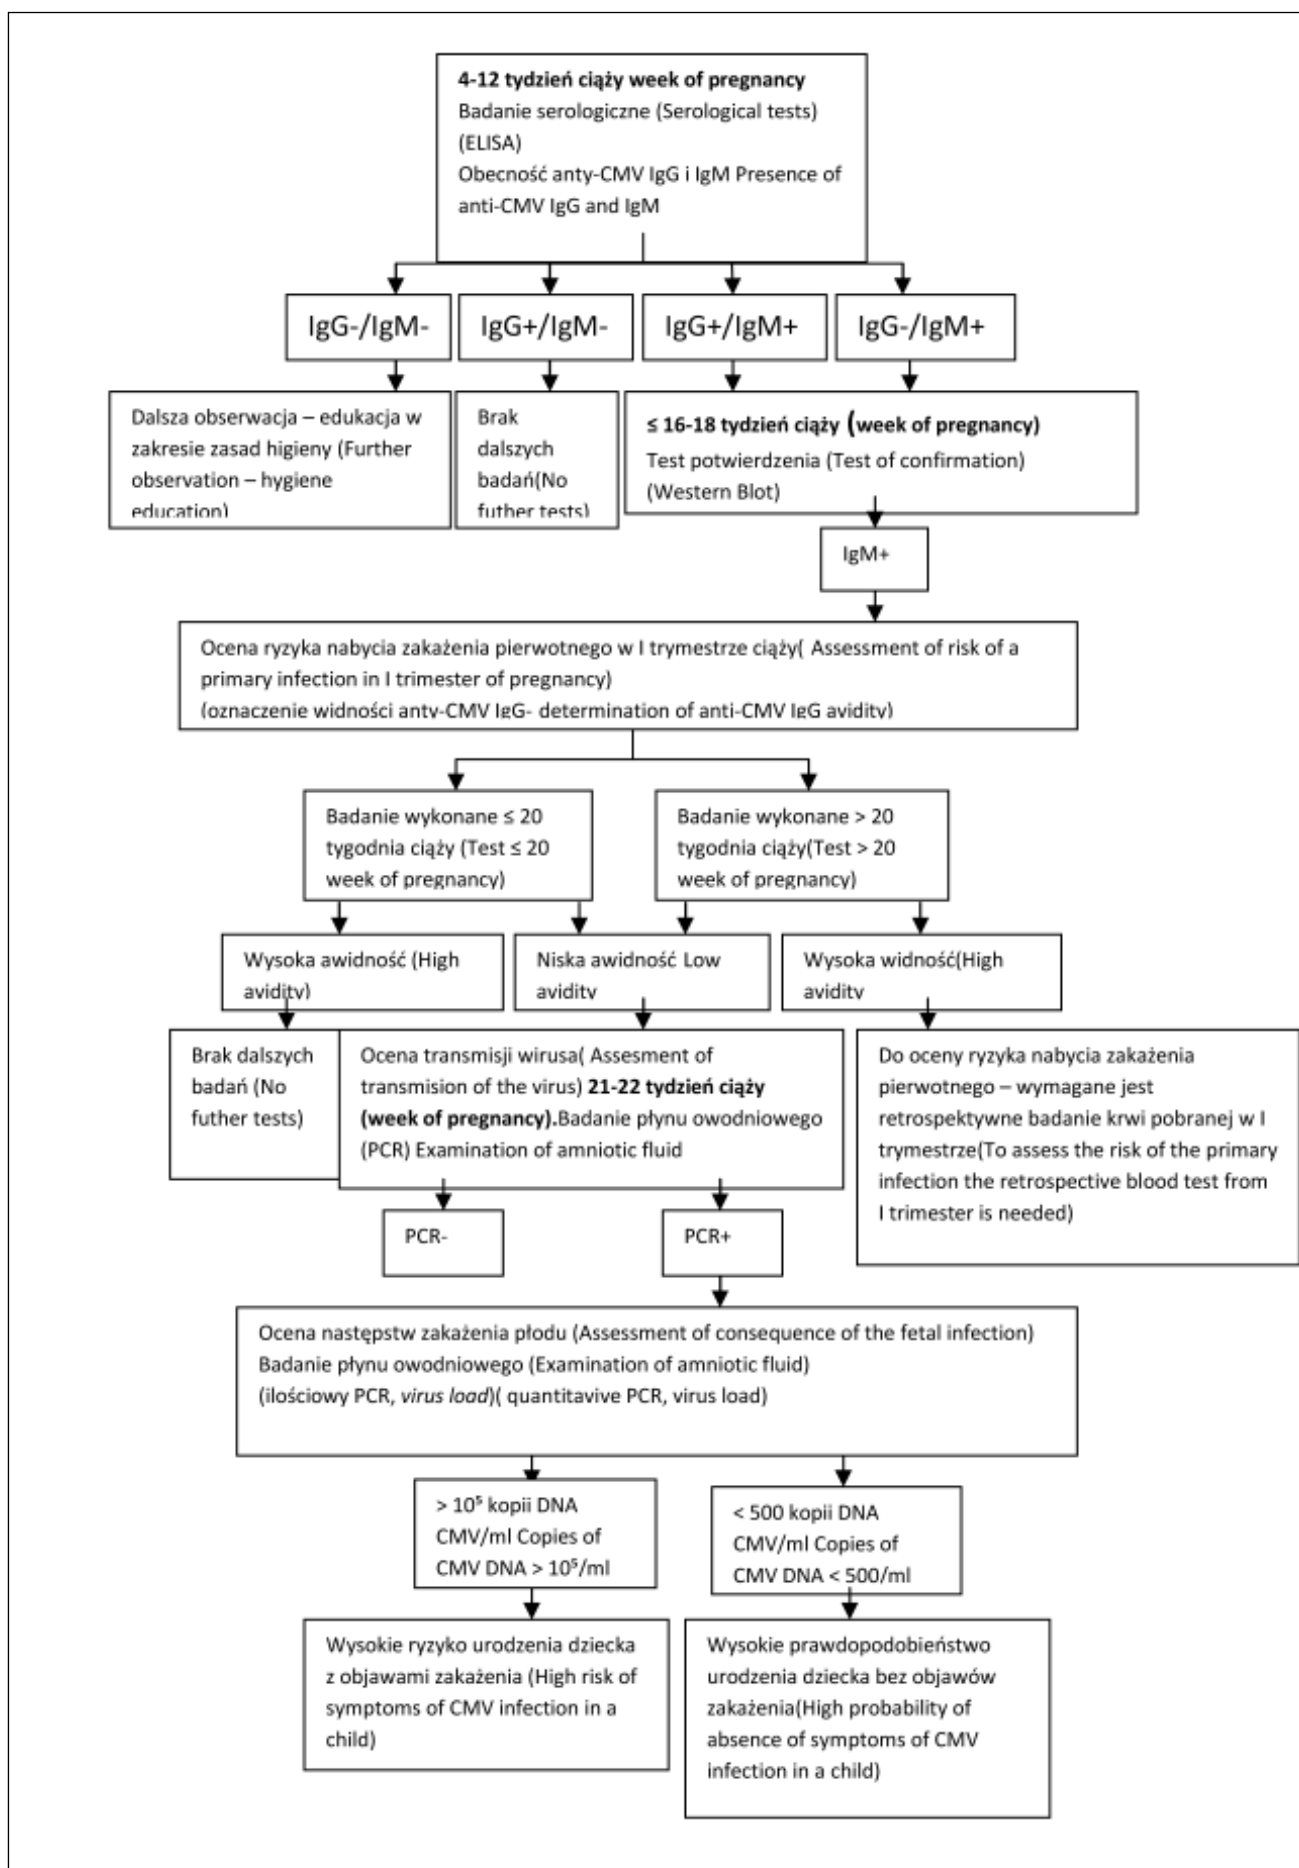 4-12 tydzień ciąży week of pregnancy
Badanie serologiczne (Serological tests)
(ELISA)
Obecność anty-CMV IgG i IgM Presence of
anti-CMV IgG and IgM
IgG-/IgM-
IgG+/IgM-
IgG+/IgM+
IgG-/IgM+
Dalsza obserwacja – edukacja w
zakresie zasad higieny (Further
observation – hygiene
education)
Brak
dalszych
badań(No
futher tests)
≤ 16-18 tydzień ciąży (week of pregnancy)
Test potwierdzenia (Test of confirmation)
(Western Blot)
IgM+
Ocena ryzyka nabycia zakażenia pierwotnego w I trymestrze ciąży( Assessment of risk of a
primary infection in I trimester of pregnancy)
(oznaczenie widności anty-CMV IgG- determination of anti-CMV IgG avidity)
Badanie wykonane ≤ 20
tygodnia ciąży (Test ≤ 20
week of pregnancy)
Badanie wykonane > 20
tygodnia ciąży(Test > 20
week of pregnancy)
Wysoka awidność (High
avidity)
Niska awidność Low
avidity
Wysoka widność(High
avidity
Brak dalszych
badań (No
futher tests)
Ocena transmisji wirusa( Assesment of
transmision of the virus) 21-22 tydzień ciąży
(week of pregnancy).Badanie płynu owodniowego
(PCR) Examination of amniotic fluid
Do oceny ryzyka nabycia zakażenia
pierwotnego – wymagane jest
retrospektywne badanie krwi pobranej w I
trymestrze(To assess the risk of the primary
infection the retrospective blood test from
I trimester is needed)
PCR-
PCR+
Ocena następstw zakażenia płodu (Assessment of consequence of the fetal infection)
Badanie płynu owodniowego (Examination of amniotic fluid)
(ilościowy PCR, virus load)( quantitavive PCR, virus load)
> 10⁵ kopii DNA
CMV/ml Copies of
CMV DNA > 10⁵/ml
< 500 kopii DNA
CMV/ml Copies of
CMV DNA < 500/ml
Wysokie ryzyko urodzenia dziecka
z objawami zakażenia (High risk of
symptoms of CMV infection in a
child)
Wysokie prawdopodobieństwo
urodzenia dziecka bez objawów
zakażenia(High probability of
absence of symptoms of CMV
infection in a child)